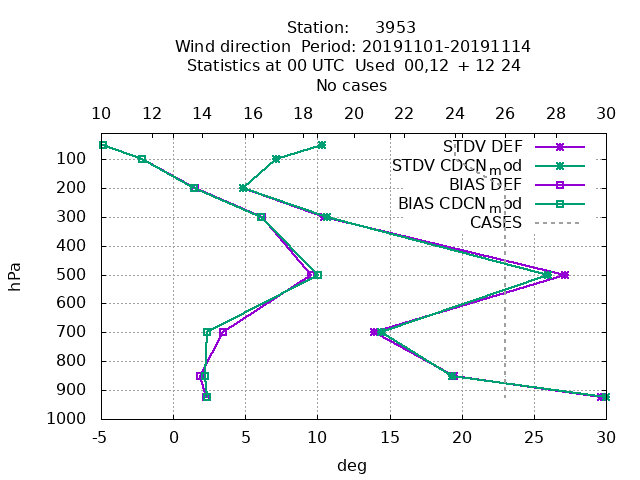 Station: 3953
Wind direction Period: 20191101-20191114
Statistics at 00 UTC Used 00,12 + 12 24
No cases
10 12 14 16 18 20 22 24 26 28 30
STDV DEF
STDV CDCN_mod
BIAS DEF
BIAS CDCN_mod
CASES
hPa
100
200
300
400
500
600
700
800
900
1000
-5 0 5 10 15 20 25 30
deg